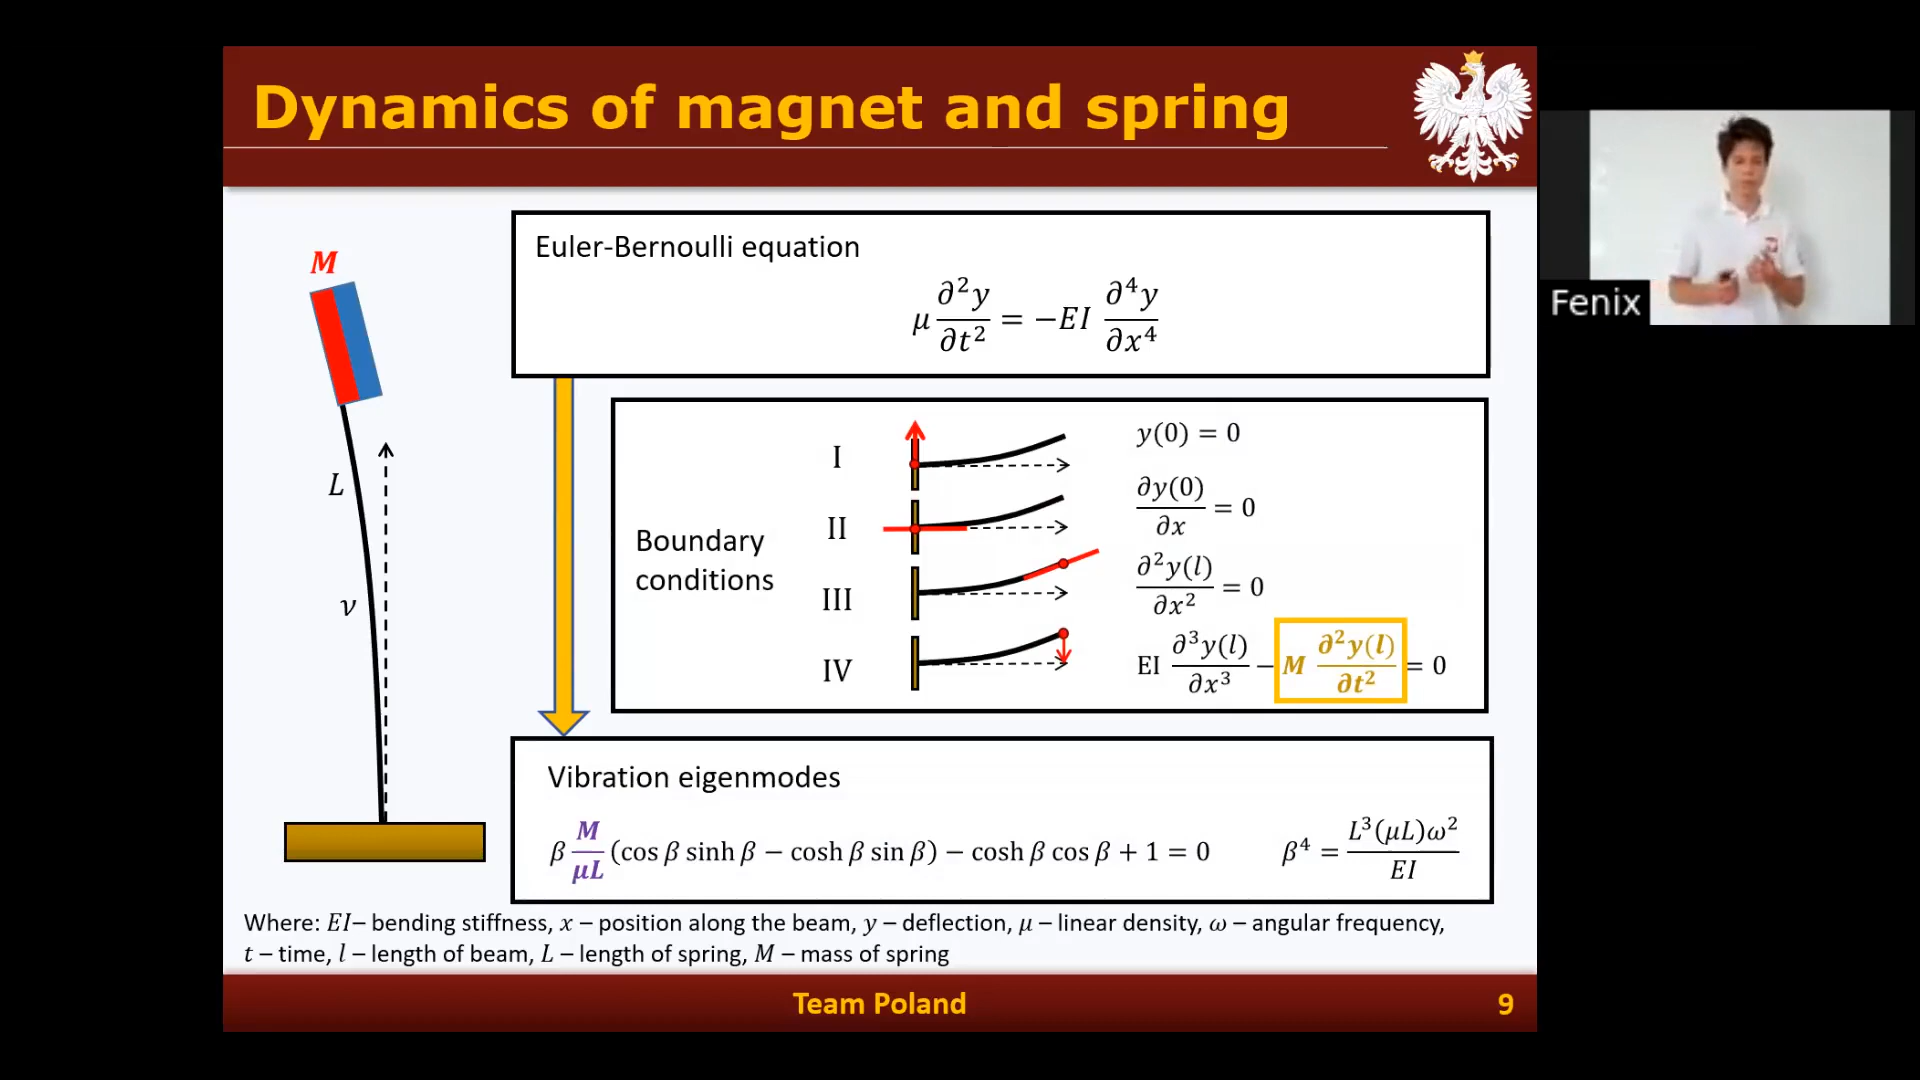 Dynamics of magnet and spring
Fenix
M
L
ν
Euler-Bernoulli equation
μ ∂²y/∂t² = −EI ∂⁴y/∂x⁴
Boundary
conditions
I y(0) = 0
II ∂y(0)/∂x = 0
III ∂²y(l)/∂x² = 0
IV EI ∂³y(l)/∂x³ − M ∂²y(l)/∂t² = 0
Vibration eigenmodes
β M/μL (cos β sinh β − cosh β sin β) − cosh β cos β + 1 = 0 β⁴ = L³(μL)ω²/EI
Where: EI– bending stiffness, x – position along the beam, y – deflection, μ – linear density, ω – angular frequency,
t – time, l – length of beam, L – length of spring, M – mass of spring
Team Poland
9